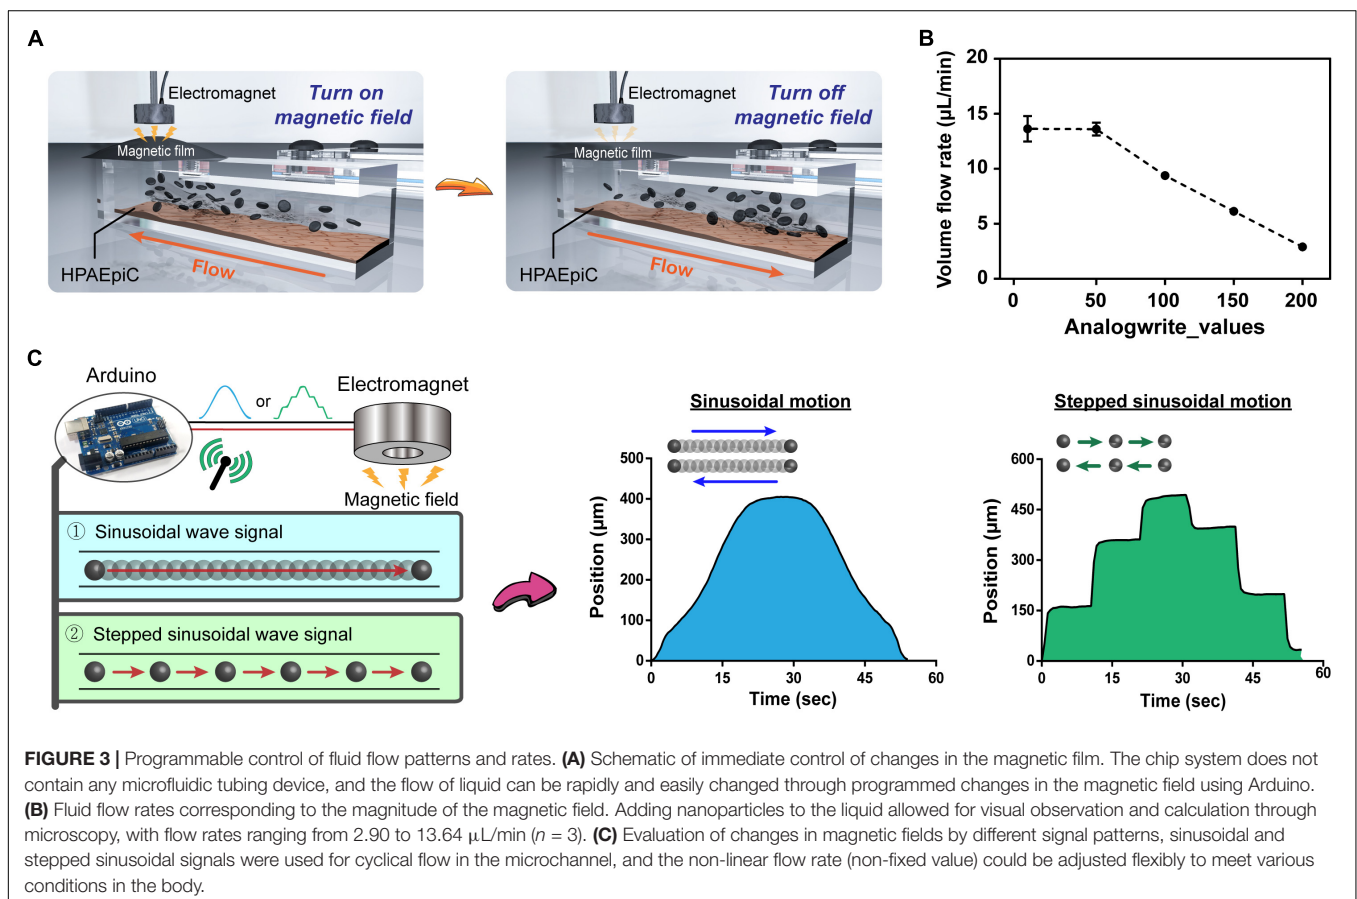 A
Electromagnet
Turn on
magnetic field
Magnetic film
HPAEpiC
Flow
Electromagnet
Turn off
magnetic field
Magnetic film
HPAEpiC
Flow
B
Volume flow rate (µL/min)
20
15
10
5
0
0 50 100 150 200
Analogwrite_values
C
Arduino
or
Electromagnet
Magnetic field
① Sinusoidal wave signal
② Stepped sinusoidal wave signal
Sinusoidal motion
Position (µm)
500
400
300
200
100
0
0 15 30 45 60
Time (sec)
Stepped sinusoidal motion
Position (µm)
600
450
300
150
0
0 15 30 45 60
Time (sec)
FIGURE 3 | Programmable control of fluid flow patterns and rates. (A) Schematic of immediate control of changes in the magnetic film. The chip system does not
contain any microfluidic tubing device, and the flow of liquid can be rapidly and easily changed through programmed changes in the magnetic field using Arduino.
(B) Fluid flow rates corresponding to the magnitude of the magnetic field. Adding nanoparticles to the liquid allowed for visual observation and calculation through
microscopy, with flow rates ranging from 2.90 to 13.64 µL/min (n = 3). (C) Evaluation of changes in magnetic fields by different signal patterns, sinusoidal and
stepped sinusoidal signals were used for cyclical flow in the microchannel, and the non-linear flow rate (non-fixed value) could be adjusted flexibly to meet various
conditions in the body.